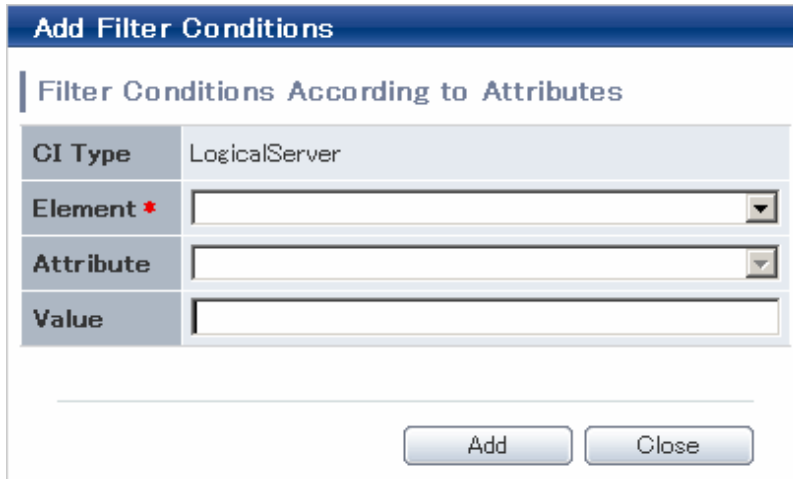 Add Filter Conditions
Filter Conditions According to Attributes
CI Type LogicalServer
Element *
Attribute
Value
Add Close